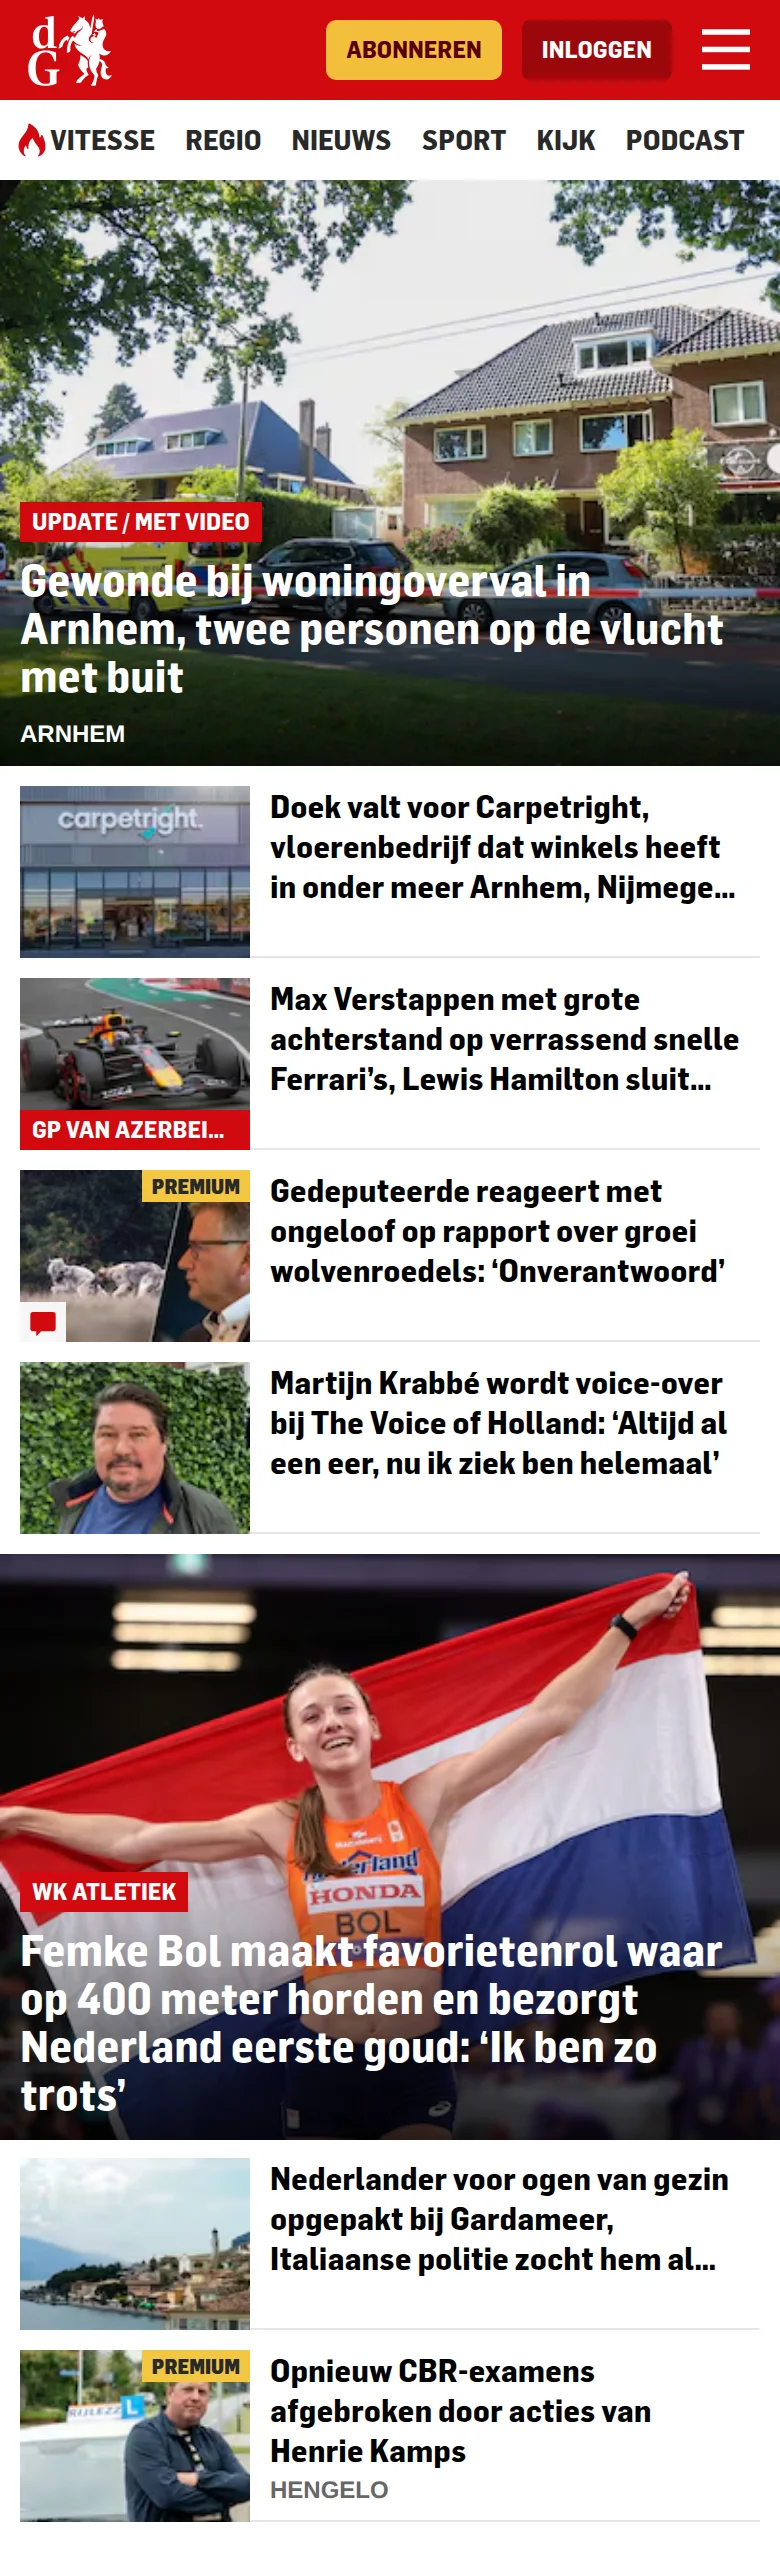 dG
ABONNEREN
INLOGGEN
VITESSE REGIO NIEUWS SPORT KIJK PODCAST
UPDATE / MET VIDEO
Gewonde bij woningoverval in
Arnhem, twee personen op de vlucht
met buit
ARNHEM
carpetright.
Doek valt voor Carpetright,
vloerenbedrijf dat winkels heeft
in onder meer Arnhem, Nijmege...
GP VAN AZERBEI...
Max Verstappen met grote
achterstand op verrassend snelle
Ferrari’s, Lewis Hamilton sluit...
PREMIUM
Gedeputeerde reageert met
ongeloof op rapport over groei
wolvenroedels: ‘Onverantwoord’
Martijn Krabbé wordt voice-over
bij The Voice of Holland: ‘Altijd al
een eer, nu ik ziek ben helemaal’
HONDA
BOL
WK ATLETIEK
Femke Bol maakt favorietenrol waar
op 400 meter horden en bezorgt
Nederland eerste goud: ‘Ik ben zo
trots’
Nederlander voor ogen van gezin
opgepakt bij Gardameer,
Italiaanse politie zocht hem al...
PREMIUM
L
Opnieuw CBR-examens
afgebroken door acties van
Henrie Kamps
HENGELO